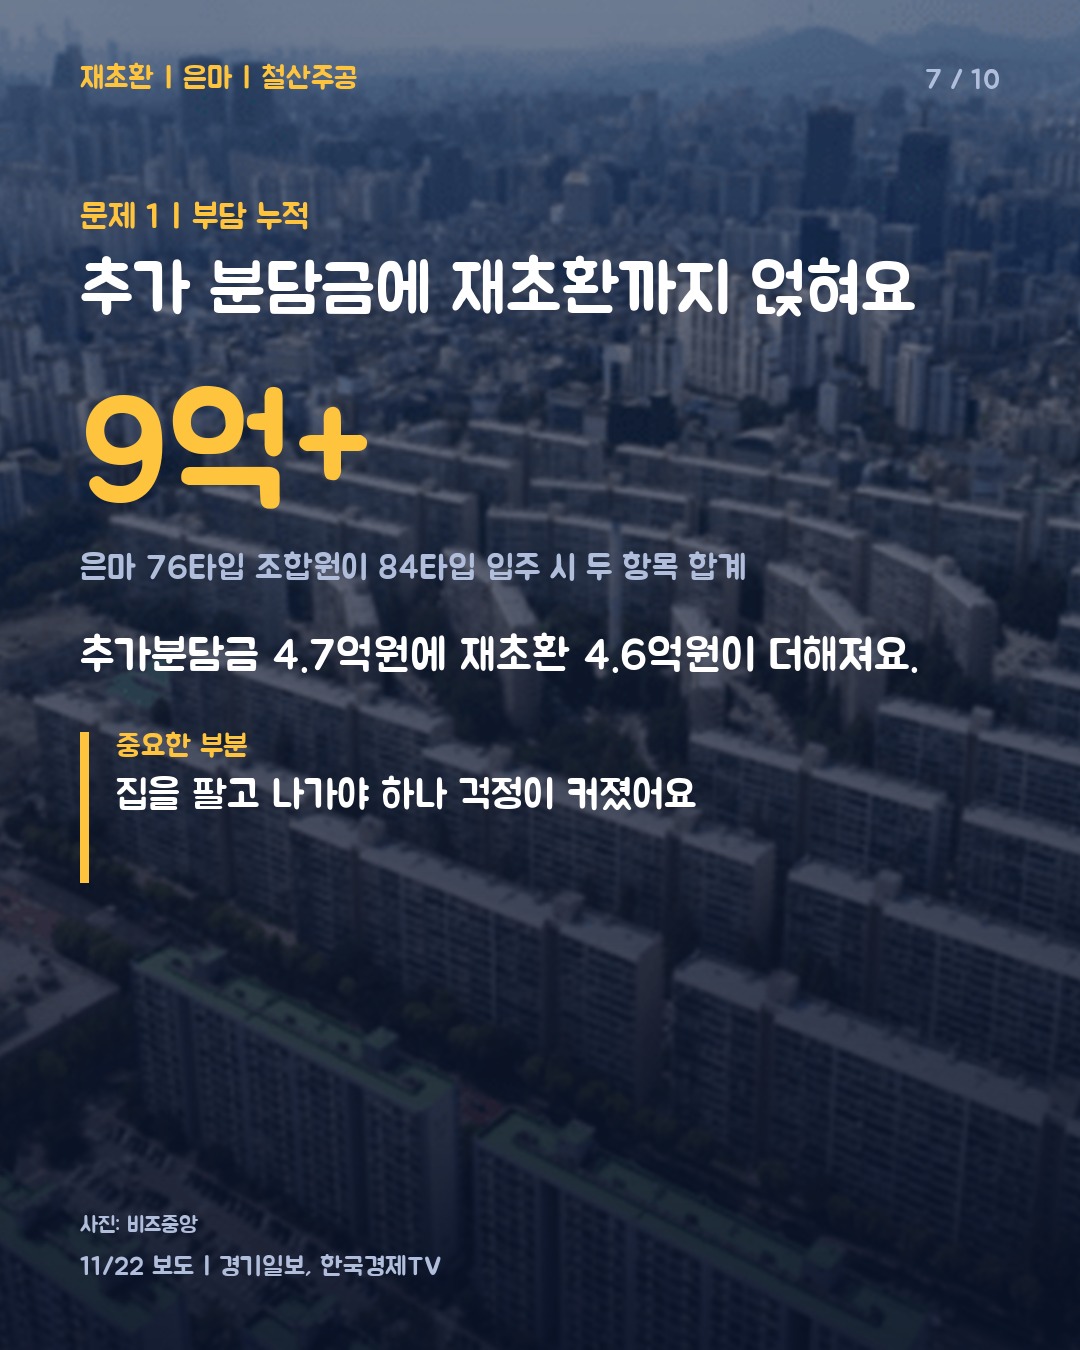 재초환 | 은마 | 철산주공
7 / 10
문제 1 | 부담 누적
추가 분담금에 재초환까지 얹혀요
9억+
은마 76타입 조합원이 84타입 입주 시 두 항목 합계
추가분담금 4.7억원에 재초환 4.6억원이 더해져요.
중요한 부분
집을 팔고 나가야 하나 걱정이 커졌어요
사진: 비즈중앙
11/22 보도 | 경기일보, 한국경제TV